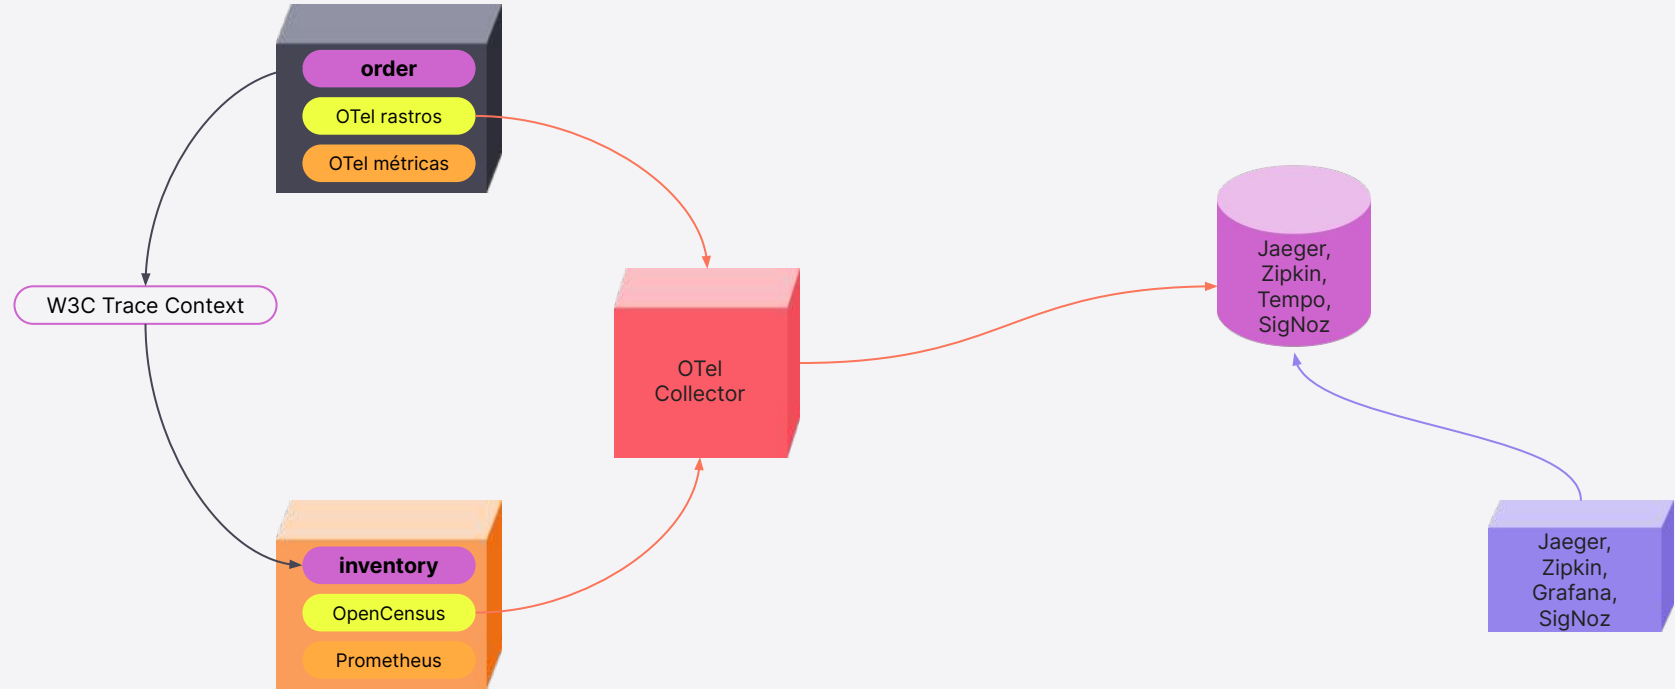 order
OTel rastros
OTel métricas
W3C Trace Context
OTel
Collector
Jaeger,
Zipkin,
Tempo,
SigNoz
inventory
OpenCensus
Prometheus
Jaeger,
Zipkin,
Grafana,
SigNoz